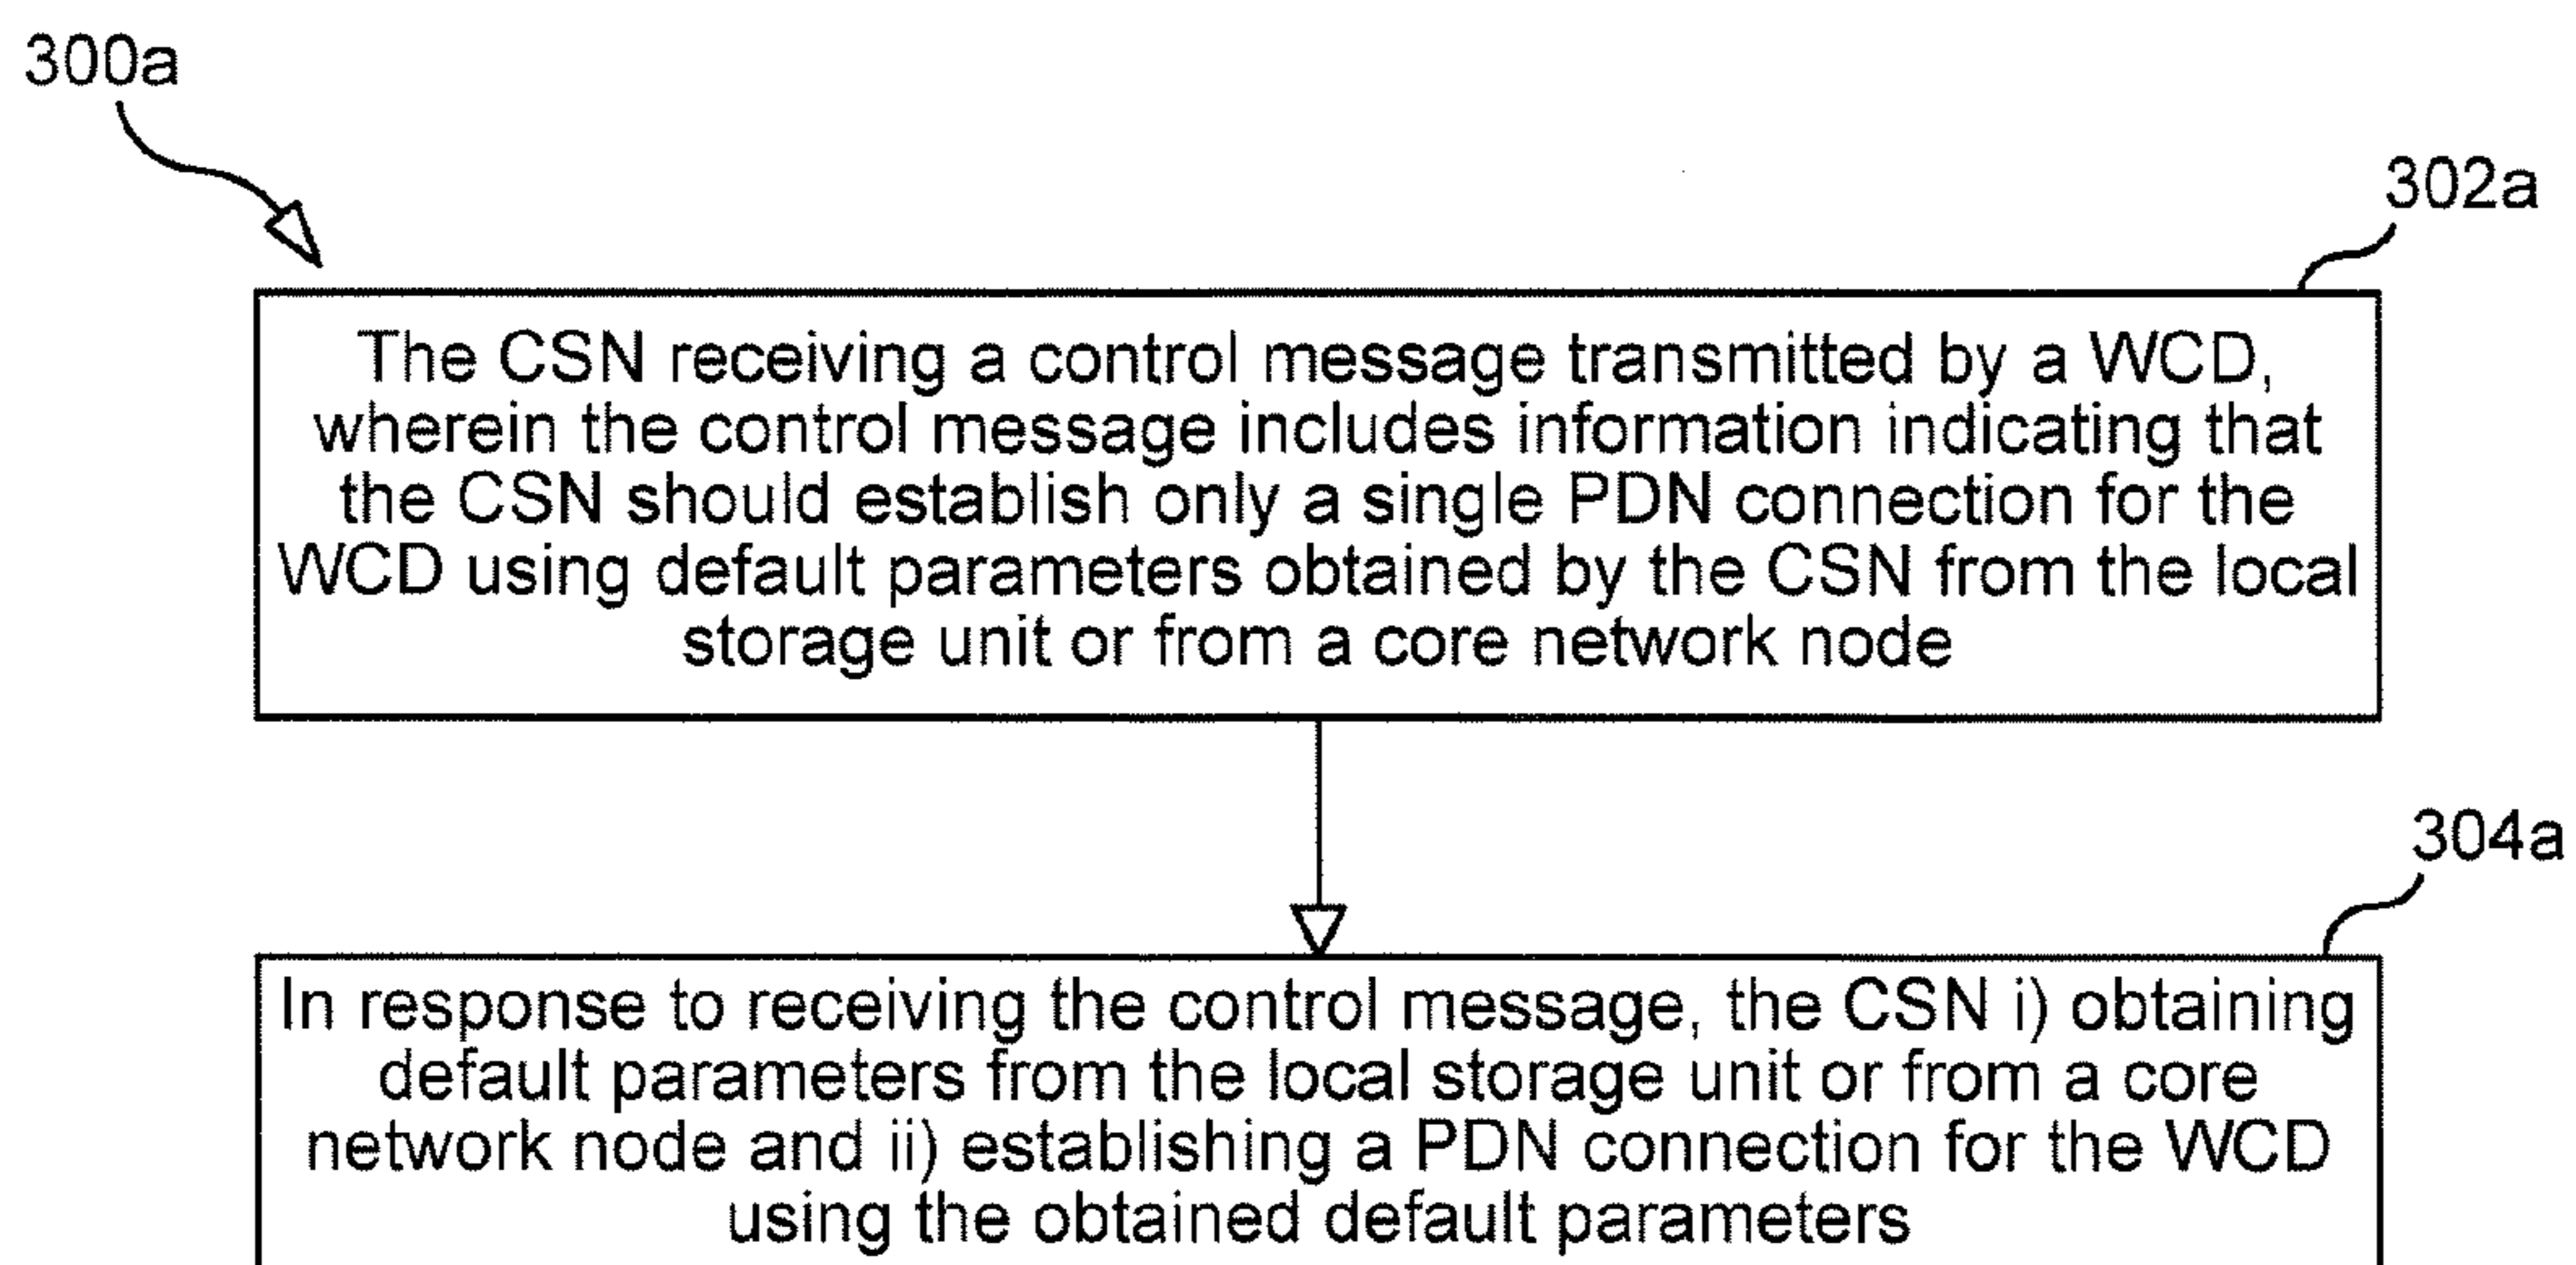 300a
302a
The CSN receiving a control message transmitted by a WCD,
wherein the control message includes information indicating that
the CSN should establish only a single PDN connection for the
WCD using default parameters obtained by the CSN from the local
storage unit or from a core network node
304a
In response to receiving the control message, the CSN i) obtaining
default parameters from the local storage unit or from a core
network node and ii) establishing a PDN connection for the WCD
using the obtained default parameters